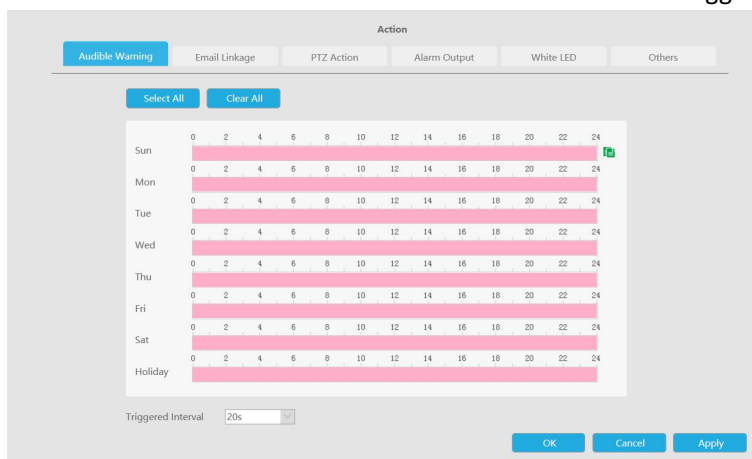 gg
Action
Audible Warning Email Linkage PTZ Action Alarm Output White LED Others
Select All Clear All
0 2 4 6 8 10 12 14 16 18 20 22 24
Sun
0 2 4 6 8 10 12 14 16 18 20 22 24
Mon
0 2 4 6 8 10 12 14 16 18 20 22 24
Tue
0 2 4 6 8 10 12 14 16 18 20 22 24
Wed
0 2 4 6 8 10 12 14 16 18 20 22 24
Thu
0 2 4 6 8 10 12 14 16 18 20 22 24
Fri
0 2 4 6 8 10 12 14 16 18 20 22 24
Sat
0 2 4 6 8 10 12 14 16 18 20 22 24
Holiday
Triggered Interval 20s
OK Cancel Apply